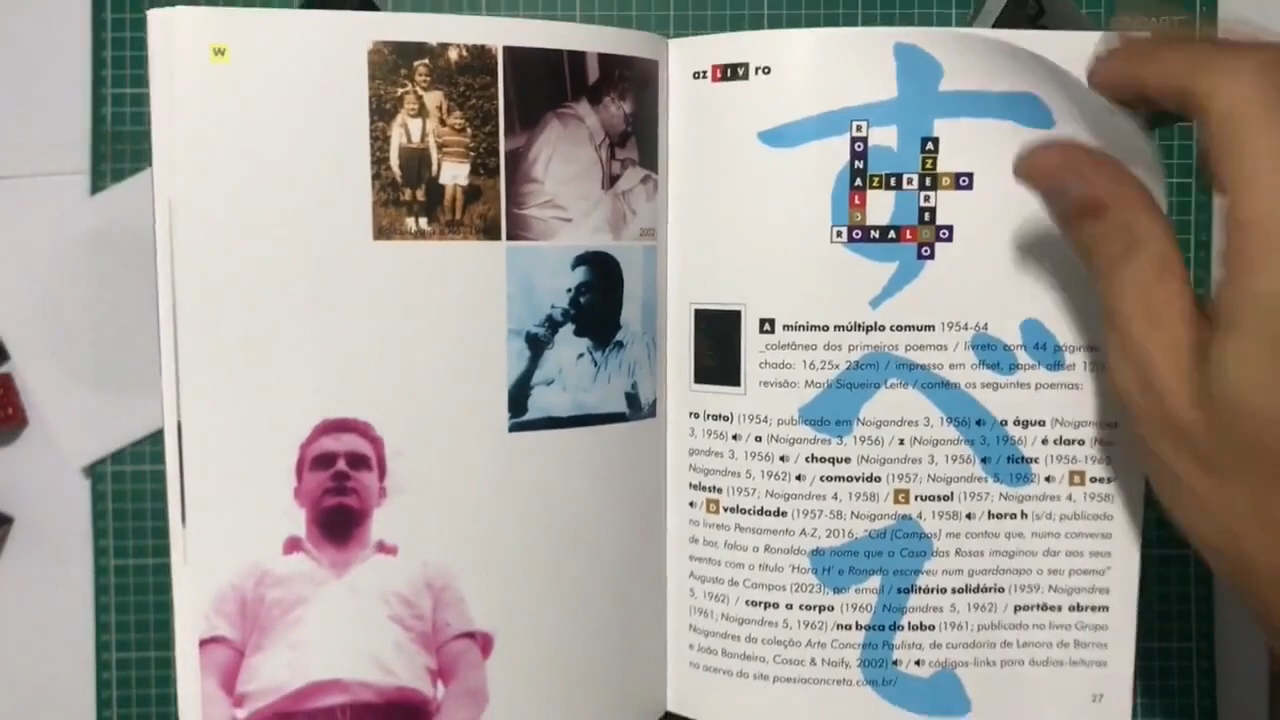 W
2002
az LIV ro
すべて
RONALDO
AZEREDO
AZEREDO
RONALDO
A mínimo múltiplo comum 1954-64
_coletânea dos primeiros poemas / livreto com 44 páginas
chado: 16,25x 23cm) / impresso em offset, papel offset
revisão: Marli Siqueira Leite / contém os seguintes poemas:
ro (rato) (1954; publicado em Noigandres 3, 1956) / a água (Noigan
3, 1956) / a (Noigandres 3, 1956) / z (Noigandres 3, 1956) / é claro
gandres 3, 1956) / choque (Noigandres 3, 1956) / tictac (1956-1962
Noigandres 5, 1962) / comovido (1957; Noigandres 5, 1962) / B oes-
teleste (1957; Noigandres 4, 1958) / C ruasol (1957; Noigandres 4, 1958)
/ D velocidade (1957-58; Noigandres 4, 1958) / hora h (s/d; publicado
no livreto Pensamento A-Z, 2016; “Cid [Campos] me contou que, numa conversa
de bar, falou a Ronaldo do nome que a Casa das Rosas imaginou dar aos seus
eventos com o título ‘Hora H’ e Ronado escreveu num guardanapo o seu poema”
Augusto de Campos (2023), por email / solitário solidário (1959; Noigandres
5, 1962) / corpo a corpo (1960; Noigandres 5, 1962) / portões abrem
(1961; Noigandres 5, 1962) /na boca do lobo (1961; publicado no livro Grupo
Noigandres da coleção Arte Concreta Paulista, de curadoria de Lenora de Barros
e João Bandeira, Cosac & Naify, 2002) / códigos-links para áudios-leituras
no acervo do site poesiaconcreta.com.br/
27